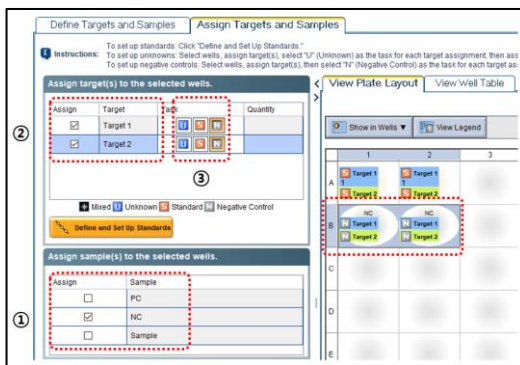 Define Targets and Samples
Assign Targets and Samples
Instructions:
To set up standards: Click "Define and Set Up Standards."
To set up unknowns: Select wells, assign target(s), select "U" (Unknown) as the task for each target assignment, then ass
To set up negative controls: Select wells, assign target(s), then select "N" (Negative Control) as the task for each target as
Assign target(s) to the selected wells.
Assign Target Task Quantity
Target 1 U S N
Target 2 U S N
②
③
Mixed U Unknown S Standard N Negative Control
Define and Set Up Standards
Assign sample(s) to the selected wells.
Assign Sample
PC
①
NC
Sample
View Plate Layout
View Well Table
Show in Wells ▼
View Legend
1 2 3
A
S Target 1 S Target 1
1 1
S Target 2 S Target 2
B
NC NC
N Target 1 N Target 1
N Target 2 N Target 2
C
D
E